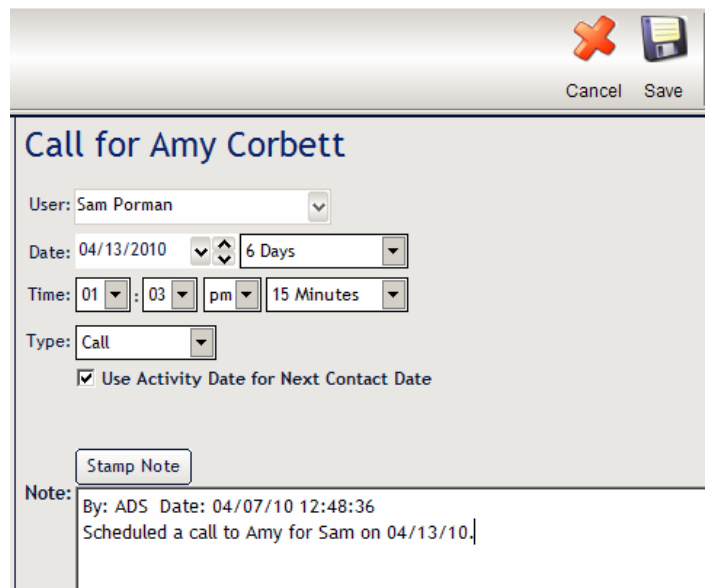 Cancel Save
Call for Amy Corbett
User: Sam Porman
Date: 04/13/2010 6 Days
Time: 01 : 03 pm 15 Minutes
Type: Call
Use Activity Date for Next Contact Date
Stamp Note
Note:
By: ADS Date: 04/07/10 12:48:36
Scheduled a call to Amy for Sam on 04/13/10.